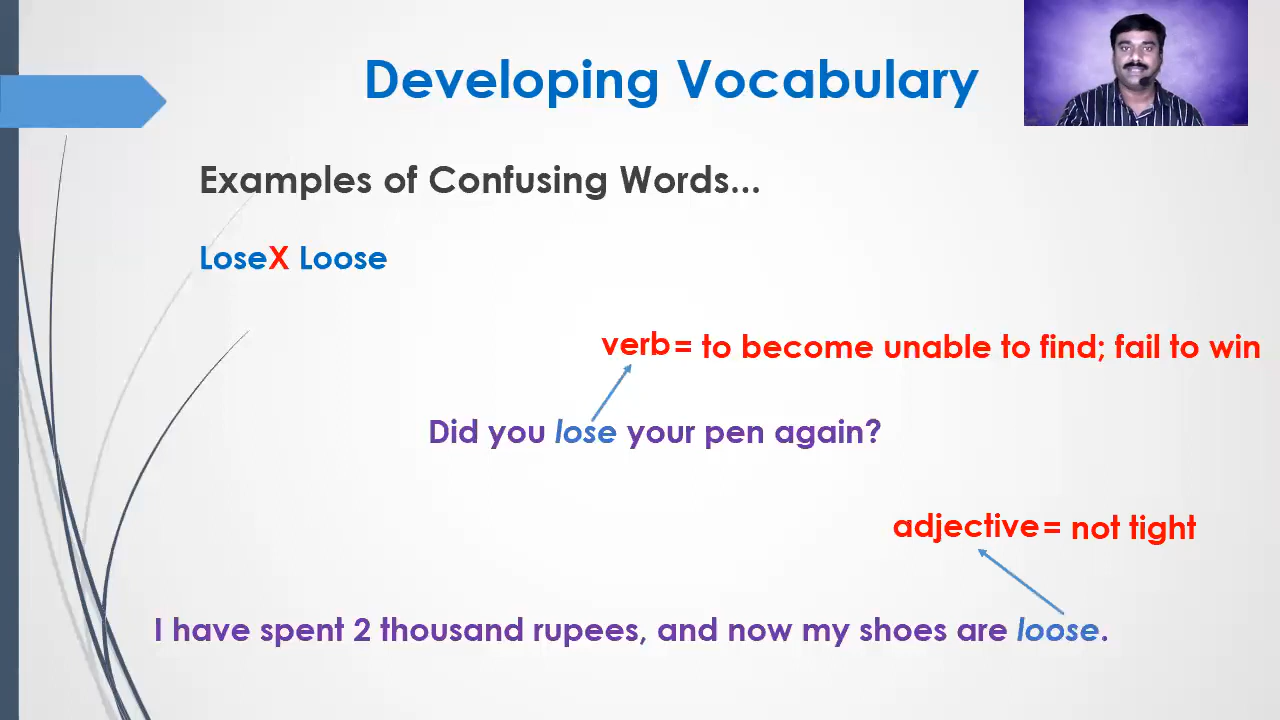 Developing Vocabulary
Examples of Confusing Words...
LoseX Loose
verb= to become unable to find; fail to win
Did you lose your pen again?
adjective= not tight
I have spent 2 thousand rupees, and now my shoes are loose.